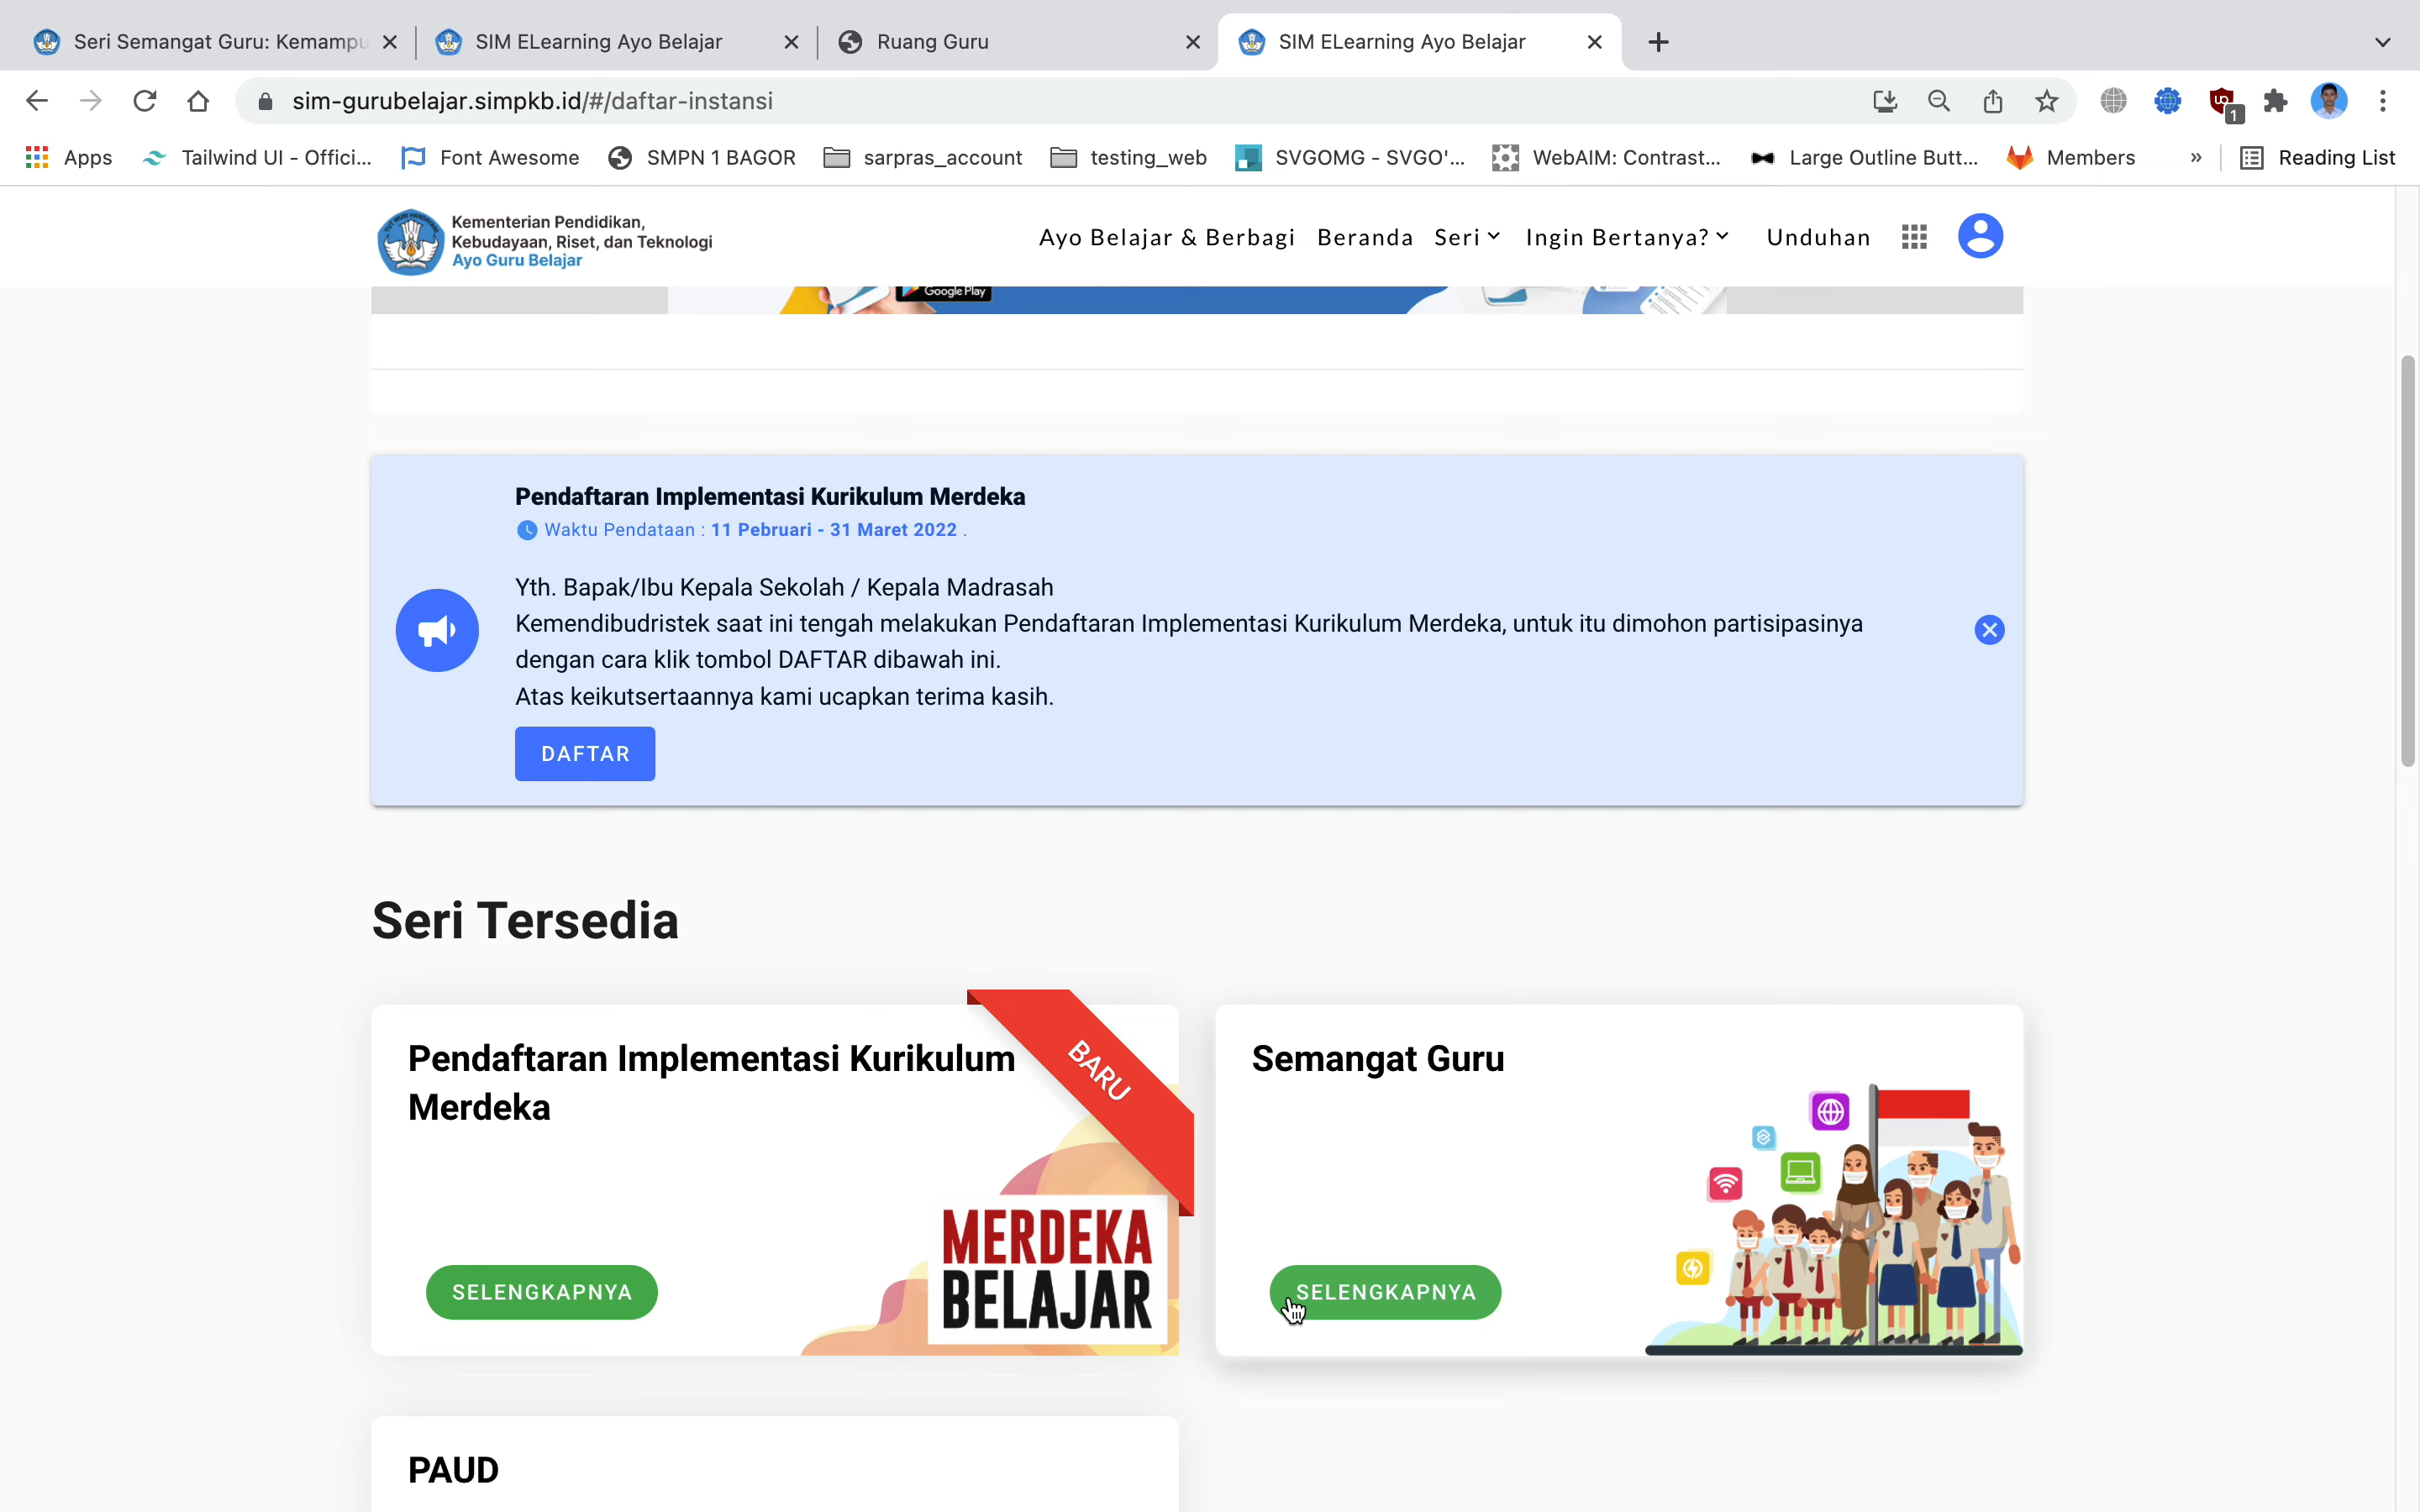 Seri Semangat Guru: Kemampu
SIM ELearning Ayo Belajar
Ruang Guru
SIM ELearning Ayo Belajar
sim-gurubelajar.simpkb.id/#/daftar-instansi
1
Apps
Tailwind UI - Offici...
Font Awesome
SMPN 1 BAGOR
sarpras_account
testing_web
SVGOMG - SVGO'...
WebAIM: Contrast...
Large Outline Butt...
Members
»
Reading List
Kementerian Pendidikan,
Kebudayaan, Riset, dan Teknologi
Ayo Guru Belajar
Ayo Belajar & Berbagi
Beranda
Seri
Ingin Bertanya?
Unduhan
Google Play
Pendaftaran Implementasi Kurikulum Merdeka
Waktu Pendataan : 11 Pebruari - 31 Maret 2022 .
Yth. Bapak/Ibu Kepala Sekolah / Kepala Madrasah
Kemendibudristek saat ini tengah melakukan Pendaftaran Implementasi Kurikulum Merdeka, untuk itu dimohon partisipasinya
dengan cara klik tombol DAFTAR dibawah ini.
Atas keikutsertaannya kami ucapkan terima kasih.
DAFTAR
Seri Tersedia
Pendaftaran Implementasi Kurikulum
Merdeka
BARU
MERDEKA
BELAJAR
SELENGKAPNYA
Semangat Guru
SELENGKAPNYA
PAUD